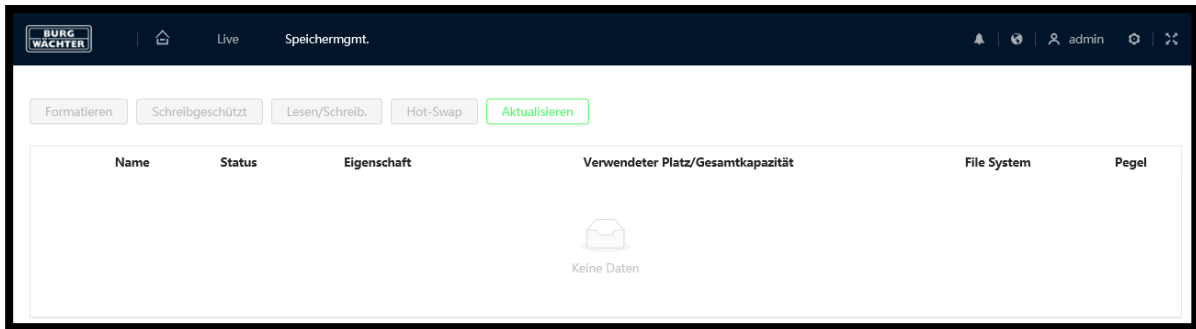 BURG
WÄCHTER
Live Speichermgmt. admin
Formatieren Schreibgeschützt Lesen/Schreib. Hot-Swap Aktualisieren
Name Status Eigenschaft Verwendeter Platz/Gesamtkapazität File System Pegel
Keine Daten